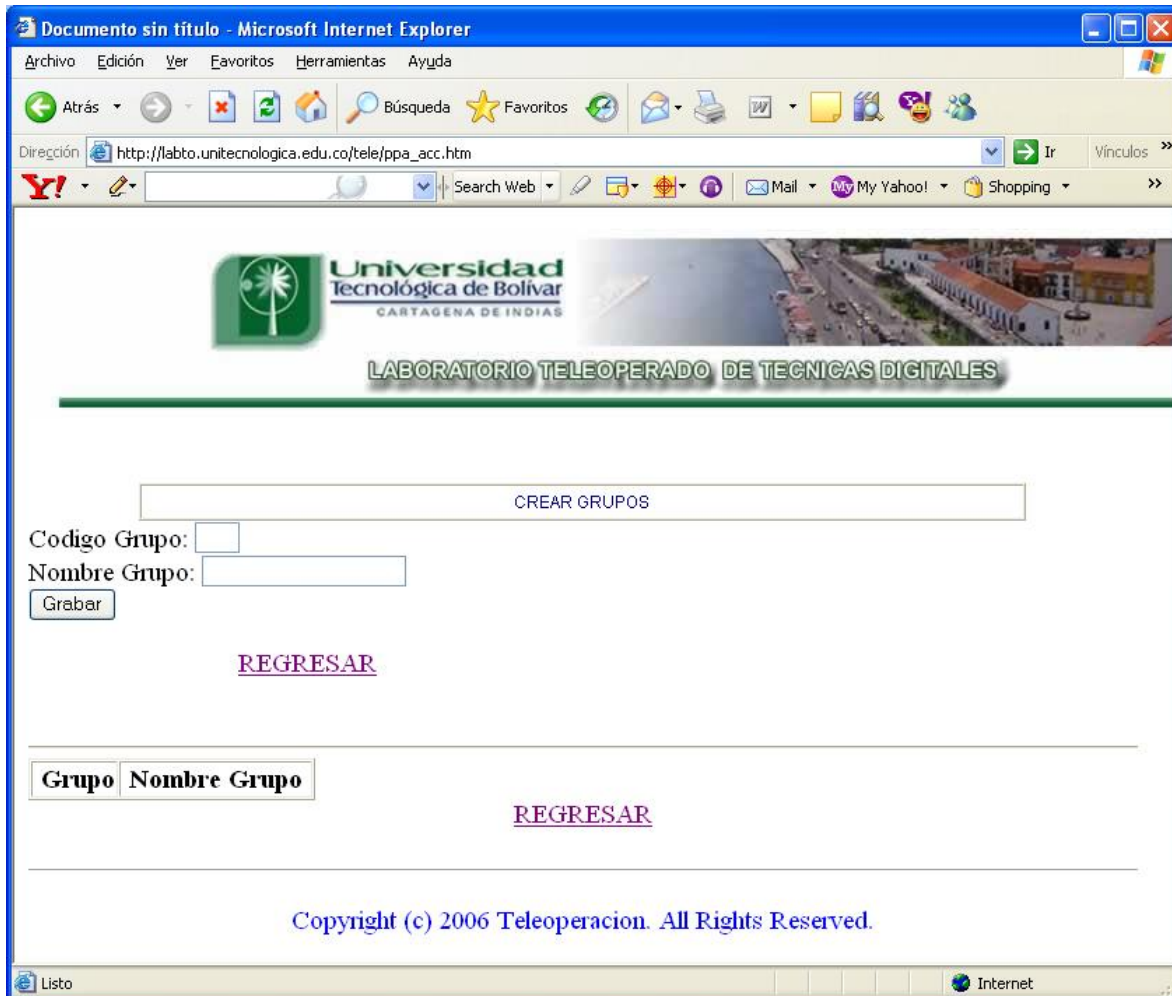 Documento sin título - Microsoft Internet Explorer
Archivo Edición Ver Favoritos Herramientas Ayuda
Atrás Búsqueda Favoritos
Dirección http://labto.unitecnologica.edu.co/tele/ppa_acc.htm Ir Vínculos »
Y! Search Web Mail My My Yahoo! Shopping »
Universidad
Tecnológica de Bolívar
CARTAGENA DE INDIAS
LABORATORIO TELEOPERADO DE TECNICAS DIGITALES
CREAR GRUPOS
Codigo Grupo:
Nombre Grupo:
Grabar
REGRESAR
Grupo Nombre Grupo
REGRESAR
Copyright (c) 2006 Teleoperacion. All Rights Reserved.
Listo Internet